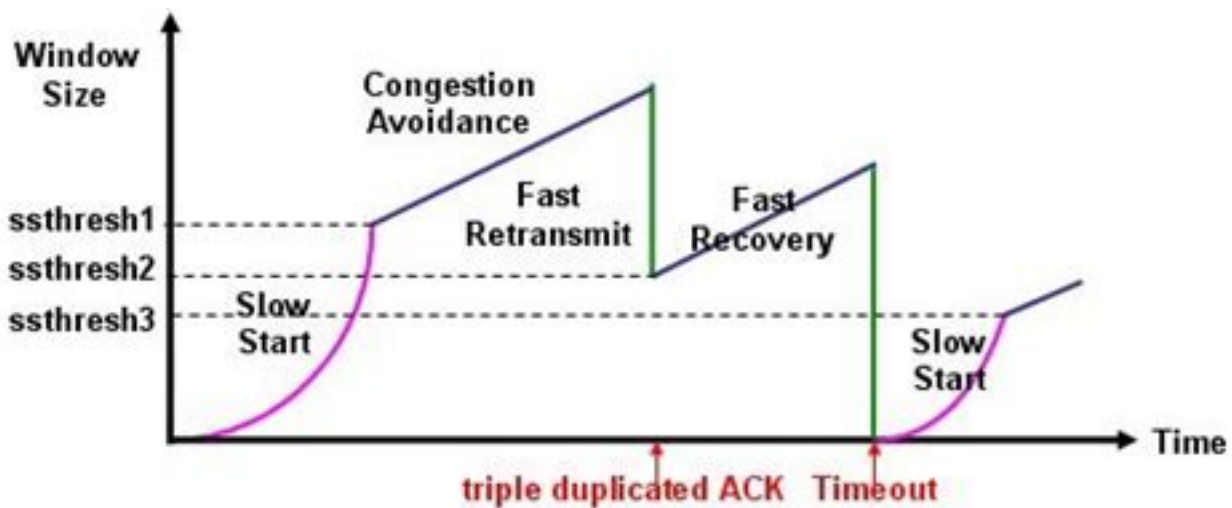 Window
Size
Congestion
Avoidance
ssthresh1
Fast
Retransmit
Fast
Recovery
ssthresh2
ssthresh3
Slow
Start
Slow
Start
Time
triple duplicated ACK
Timeout